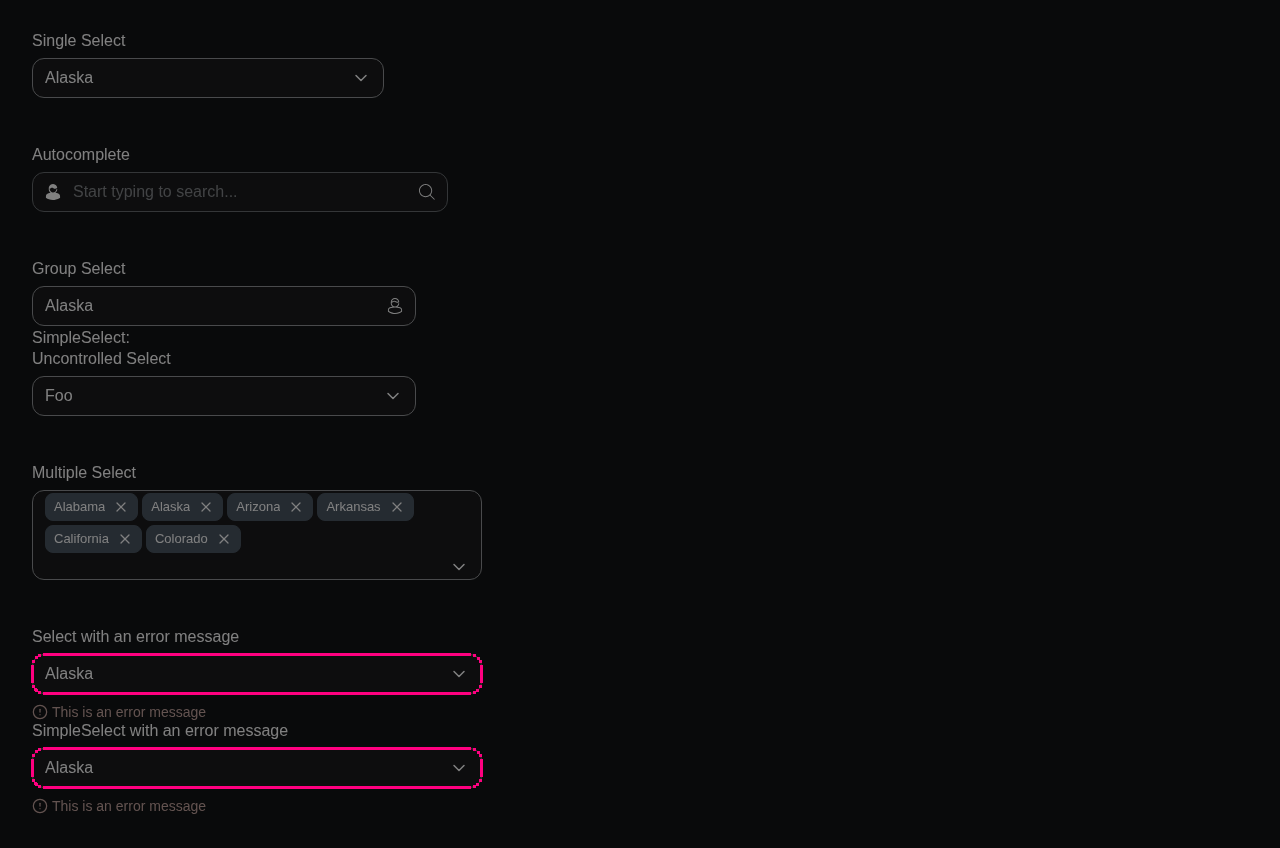 Single Select
Alaska
Autocomplete
Start typing to search...
Group Select
Alaska
SimpleSelect:
Uncontrolled Select
Foo
Multiple Select
Alabama Alaska Arizona Arkansas
California Colorado
Select with an error message
Alaska
This is an error message
SimpleSelect with an error message
Alaska
This is an error message